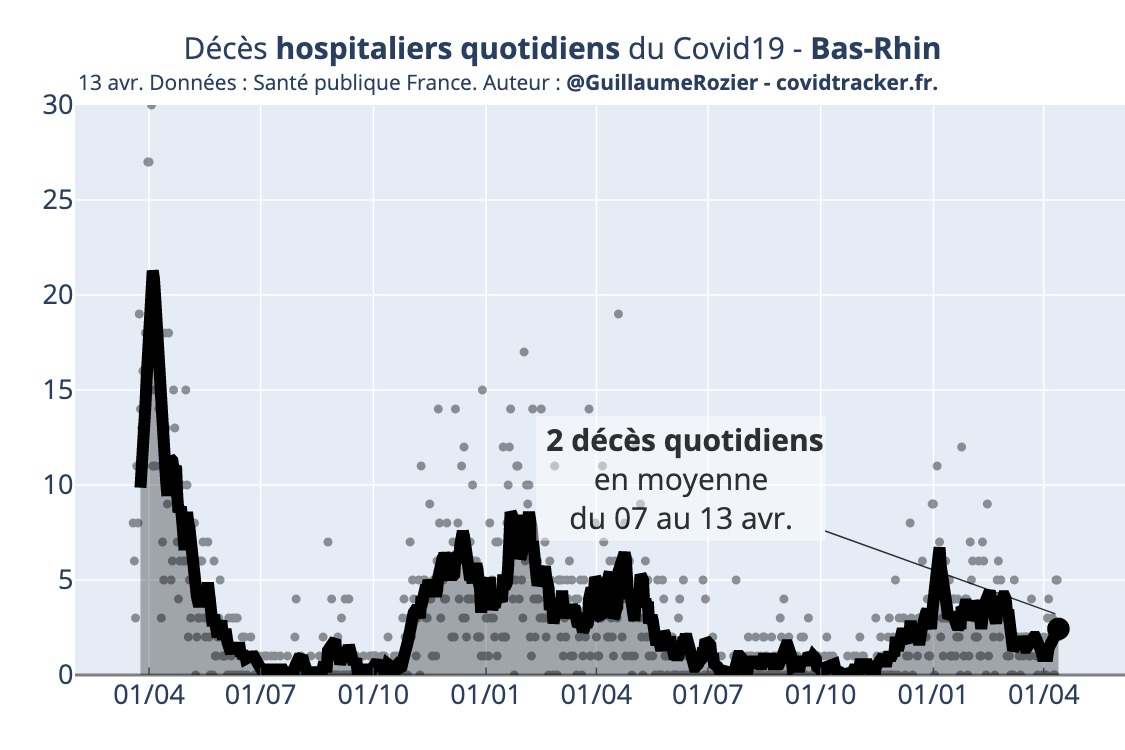 Décès hospitaliers quotidiens du Covid19 - Bas-Rhin
13 avr. Données : Santé publique France. Auteur : @GuillaumeRozier - covidtracker.fr.
30
25
20
15
10
5
0
2 décès quotidiens
en moyenne
du 07 au 13 avr.
01/04 01/07 01/10 01/01 01/04 01/07 01/10 01/01 01/04